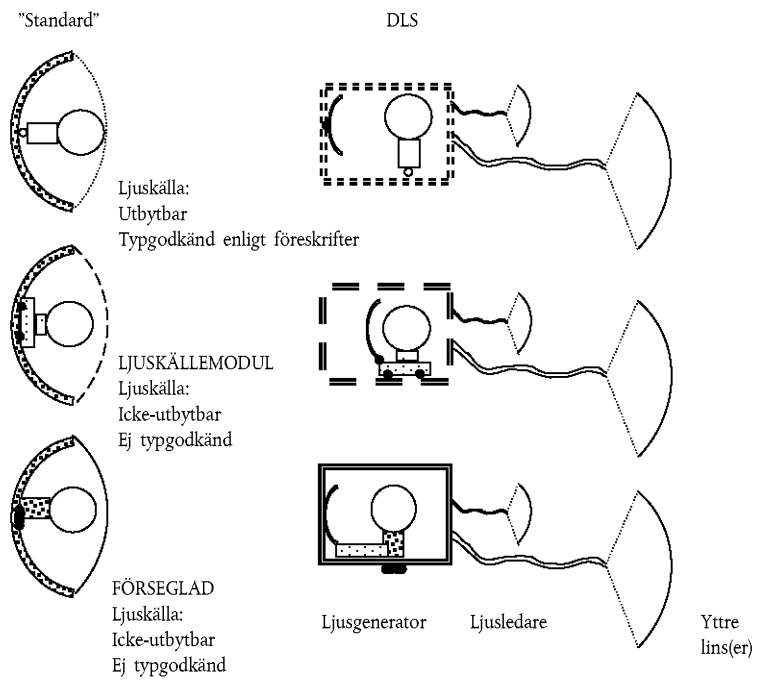 ”Standard”
DLS
Ljuskälla:
Utbytbar
Typgodkänd enligt föreskrifter
LJUSKÄLLEMODUL
Ljuskälla:
Icke-utbytbar
Ej typgodkänd
FÖRSEGLAD
Ljuskälla:
Icke-utbytbar
Ej typgodkänd
Ljusgenerator
Ljusledare
Yttre
lins(er)